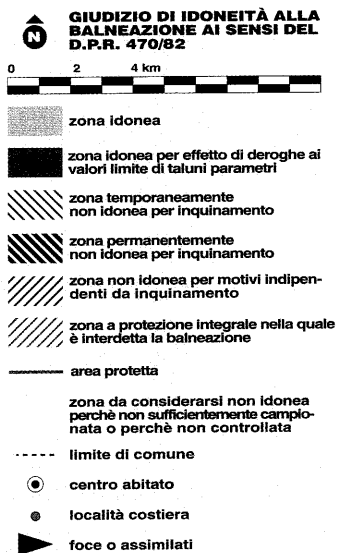 GIUDIZIO DI IDONEITÀ ALLA
BALNEAZIONE AI SENSI DEL
D.P.R. 470/82
N
0 2 4 km
zona idonea
zona idonea per effetto di deroghe ai
valori limite di taluni parametri
zona temporaneamente
non idonea per inquinamento
zona permanentemente
non idonea per inquinamento
zona non idonea per motivi indipen-
denti da inquinamento
zona a protezione integrale nella quale
è interdetta la balneazione
area protetta
zona da considerarsi non idonea
perchè non sufficientemente campio-
nata o perchè non controllata
limite di comune
centro abitato
località costiera
foce o assimilati